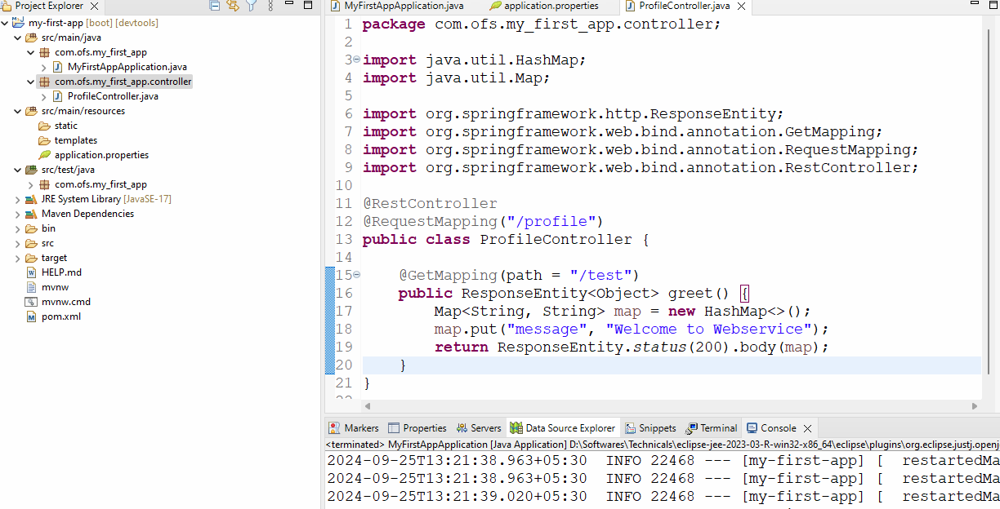 Project Explorer
my-first-app [boot] [devtools]
src/main/java
com.ofs.my_first_app
MyFirstAppApplication.java
com.ofs.my_first_app.controller
ProfileController.java
src/main/resources
static
templates
application.properties
src/test/java
com.ofs.my_first_app
JRE System Library [JavaSE-17]
Maven Dependencies
bin
src
target
HELP.md
mvnw
mvnw.cmd
pom.xml
MyFirstAppApplication.java application.properties ProfileController.java
1 package com.ofs.my_first_app.controller;
2
3 import java.util.HashMap;
4 import java.util.Map;
5
6 import org.springframework.http.ResponseEntity;
7 import org.springframework.web.bind.annotation.GetMapping;
8 import org.springframework.web.bind.annotation.RequestMapping;
9 import org.springframework.web.bind.annotation.RestController;
10
11 @RestController
12 @RequestMapping("/profile")
13 public class ProfileController {
14
15 @GetMapping(path = "/test")
16 public ResponseEntity<Object> greet() {
17 Map<String, String> map = new HashMap<>();
18 map.put("message", "Welcome to Webservice");
19 return ResponseEntity.status(200).body(map);
20 }
21 }
Markers Properties Servers Data Source Explorer Snippets Terminal Console
<terminated> MyFirstAppApplication [Java Application] D:\Softwares\Technicals\eclipse-jee-2023-03-R-win32-x86_64\eclipse\plugins\org.eclipse.justj.openj
2024-09-25T13:21:38.963+05:30 INFO 22468 --- [my-first-app] [ restartedMa
2024-09-25T13:21:38.963+05:30 INFO 22468 --- [my-first-app] [ restartedMa
2024-09-25T13:21:39.020+05:30 INFO 22468 --- [my-first-app] [ restartedMa